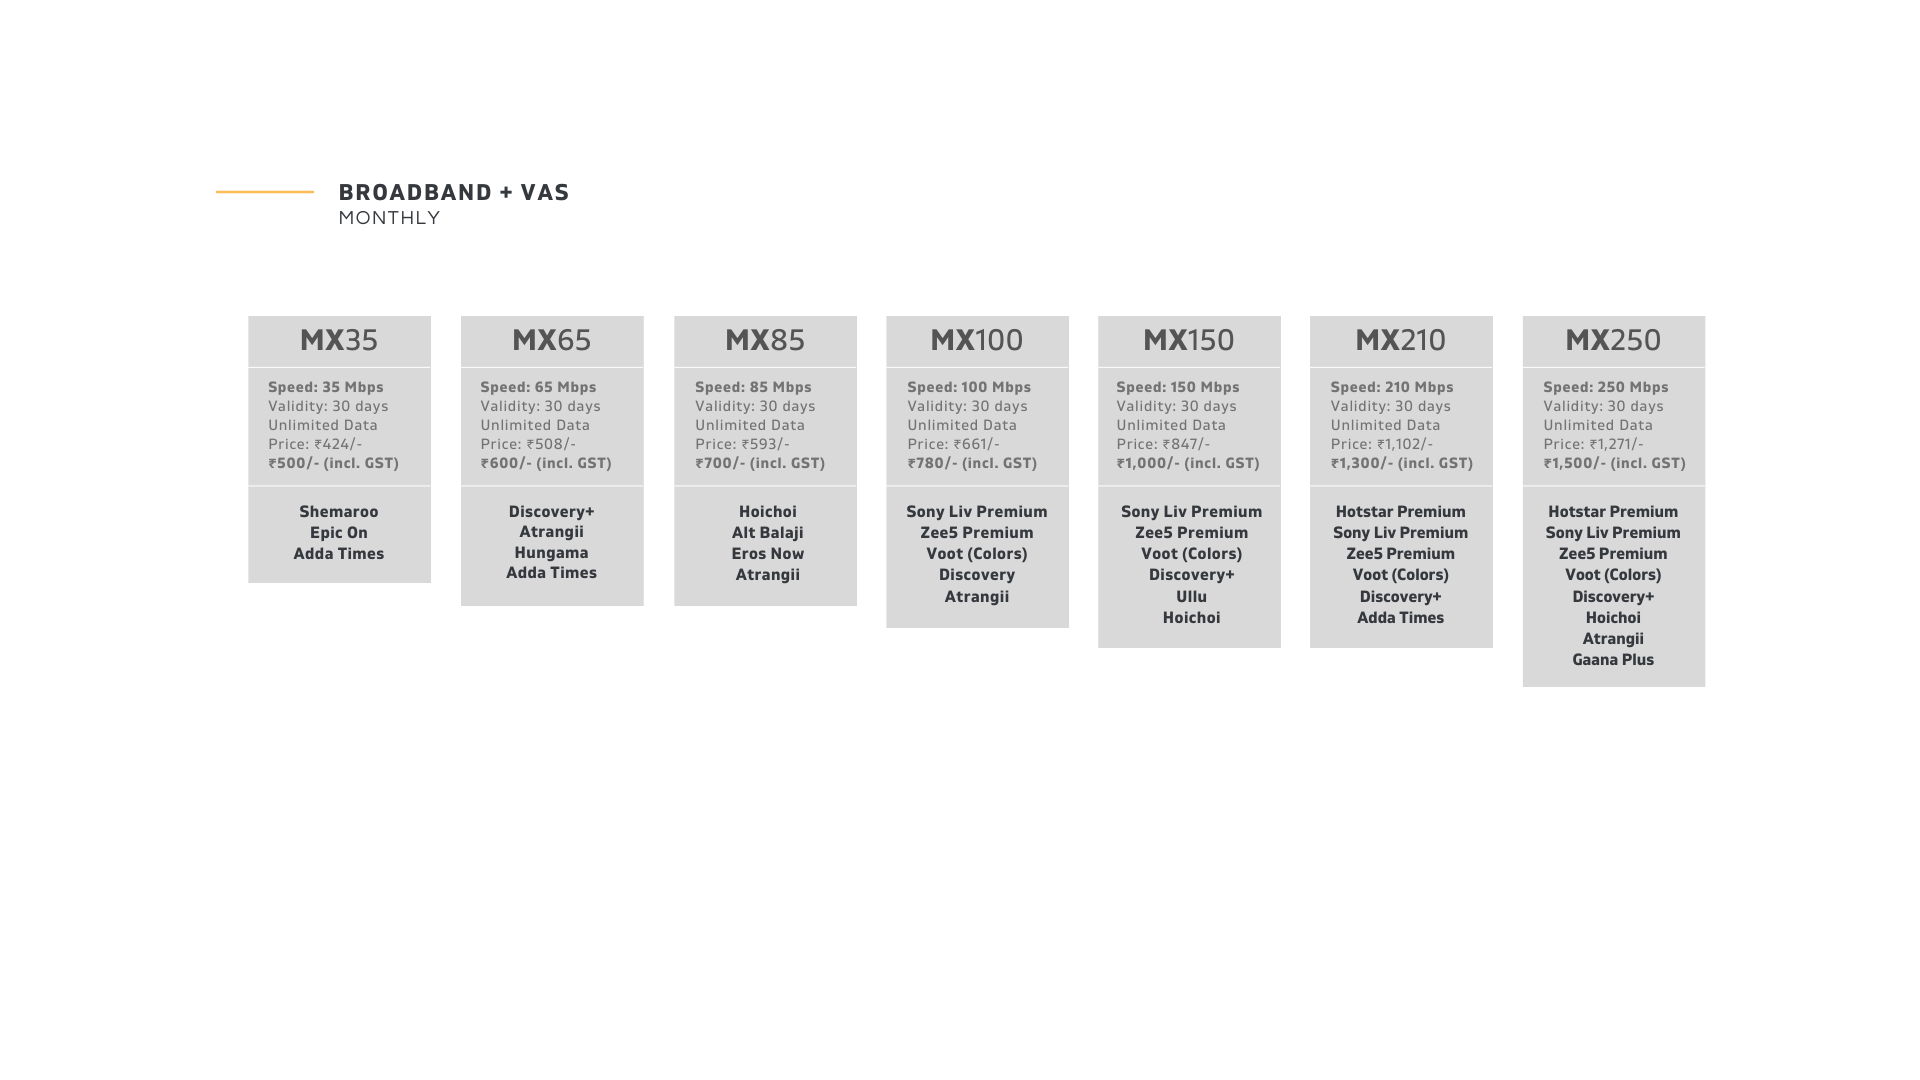 BROADBAND + VAS
MONTHLY
MX35
Speed: 35 Mbps
Validity: 30 days
Unlimited Data
Price: ₹424/-
₹500/- (incl. GST)
Shemaroo
Epic On
Adda Times
MX65
Speed: 65 Mbps
Validity: 30 days
Unlimited Data
Price: ₹508/-
₹600/- (incl. GST)
Discovery+
Atrangii
Hungama
Adda Times
MX85
Speed: 85 Mbps
Validity: 30 days
Unlimited Data
Price: ₹593/-
₹700/- (incl. GST)
Hoichoi
Alt Balaji
Eros Now
Atrangii
MX100
Speed: 100 Mbps
Validity: 30 days
Unlimited Data
Price: ₹661/-
₹780/- (incl. GST)
Sony Liv Premium
Zee5 Premium
Voot (Colors)
Discovery
Atrangii
MX150
Speed: 150 Mbps
Validity: 30 days
Unlimited Data
Price: ₹847/-
₹1,000/- (incl. GST)
Sony Liv Premium
Zee5 Premium
Voot (Colors)
Discovery+
Ullu
Hoichoi
MX210
Speed: 210 Mbps
Validity: 30 days
Unlimited Data
Price: ₹1,102/-
₹1,300/- (incl. GST)
Hotstar Premium
Sony Liv Premium
Zee5 Premium
Voot (Colors)
Discovery+
Adda Times
MX250
Speed: 250 Mbps
Validity: 30 days
Unlimited Data
Price: ₹1,271/-
₹1,500/- (incl. GST)
Hotstar Premium
Sony Liv Premium
Zee5 Premium
Voot (Colors)
Discovery+
Hoichoi
Atrangii
Gaana Plus